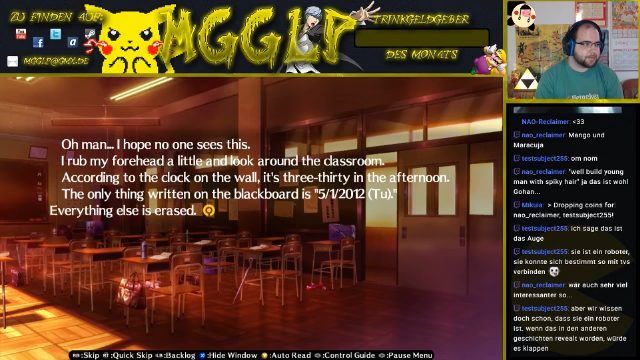 ZU FINDEN AUF:
MGGLP@GMX.DE
MGGLP
TRINKGELDGEBER
DES MONATS
Oh man... I hope no one sees this.
I rub my forehead a little and look around the classroom.
According to the clock on the wall, it's three-thirty in the afternoon.
The only thing written on the blackboard is "5/1/2012 (Tu)."
Everything else is erased.
:Skip :Quick Skip :Backlog :Hide Window :Auto Read :Control Guide :Pause Menu
NAO-Reclaimer: <33
nao_reclaimer: Mango und Maracuja
testsubject255: om nom
nao_reclaimer: "well build young man with spiky hair" ja das ist wohl Gohan...
Mikura: > Dropping coins for: nao_reclaimer, testsubject255!
testsubject255: ich sage das ist das Auge
testsubject255: sie ist ein roboter, sie konnte sich bestimmt so mit tvs verbinden
nao_reclaimer: wär auch sehr viel interessanter so...
testsubject255: aber wir wissen doch schon, dass sie ein roboter ist. wenn das in den anderen geschichten revealt worden, würde es klappen